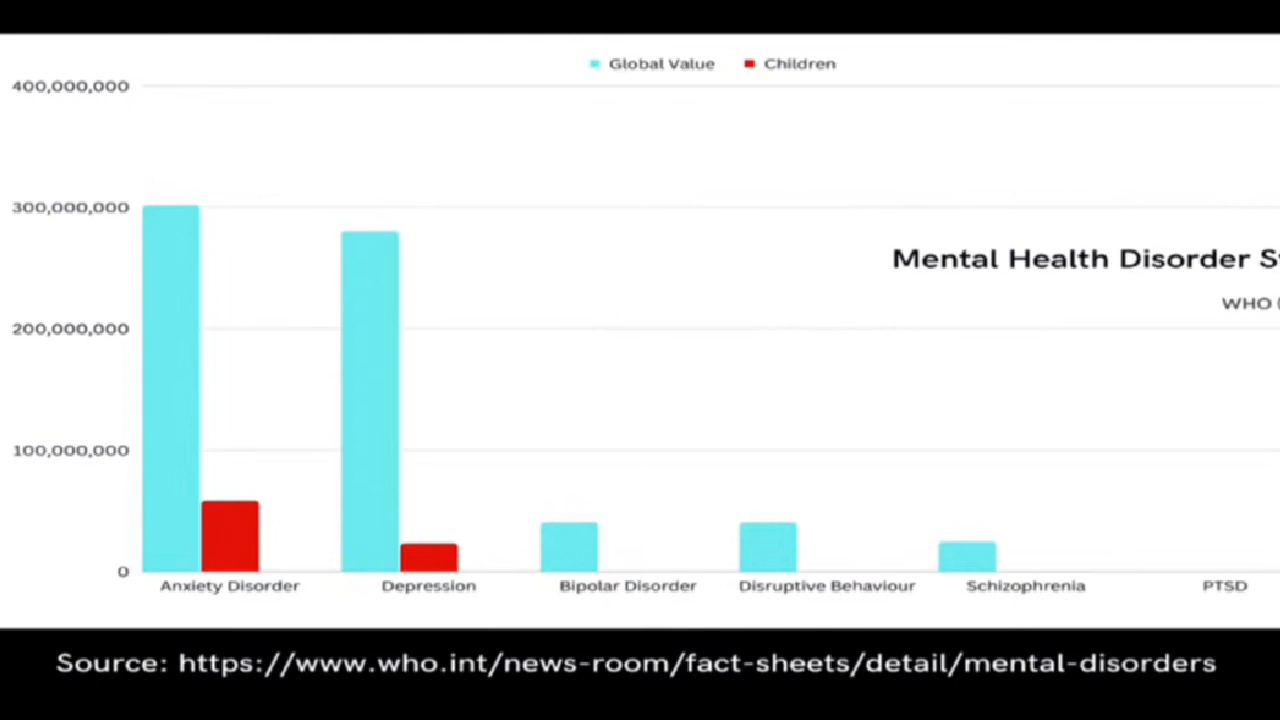 Global Value Children
400,000,000
300,000,000
Mental Health Disorder
WHO
200,000,000
100,000,000
0
Anxiety Disorder Depression Bipolar Disorder Disruptive Behaviour Schizophrenia PTSD
Source: https://www.who.int/news-room/fact-sheets/detail/mental-disorders